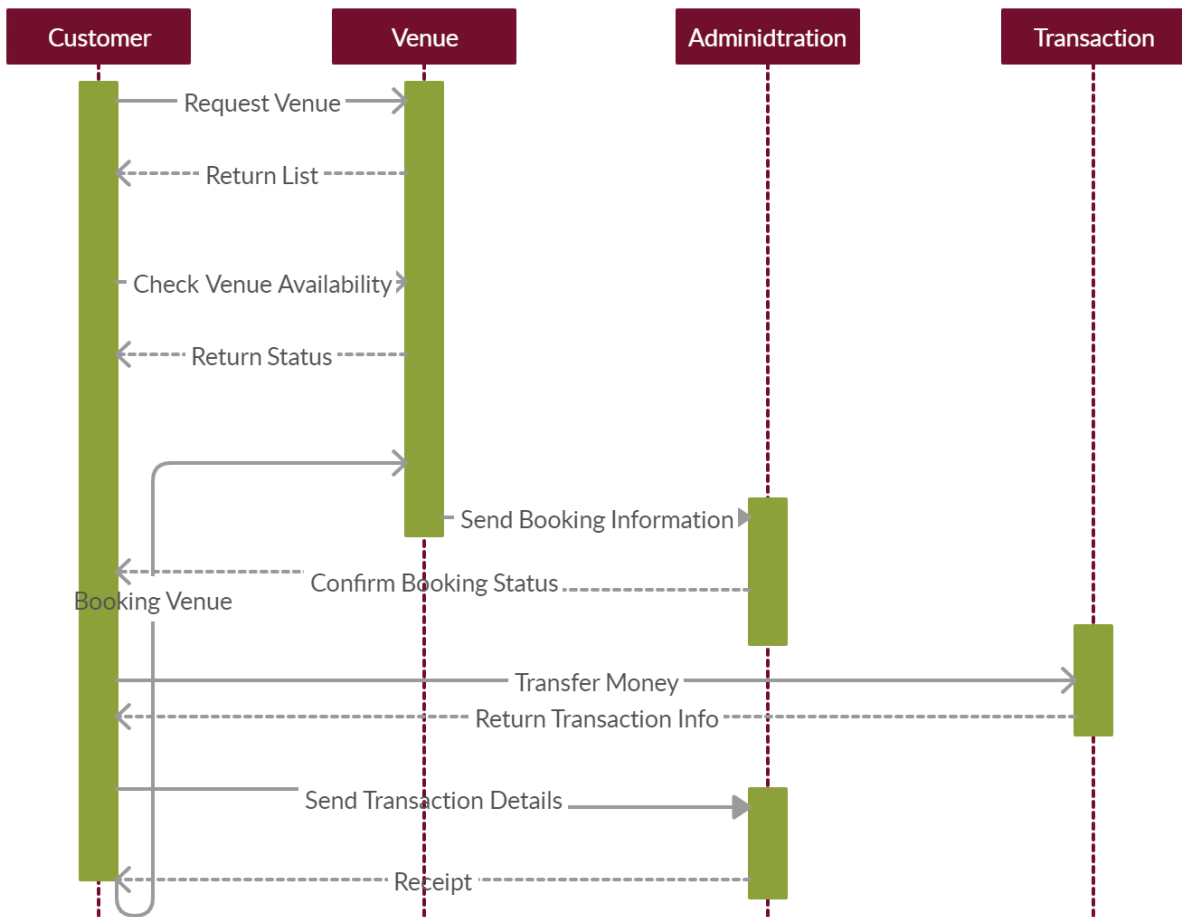 Customer
Venue
Adminidtration
Transaction
Request Venue
Return List
Check Venue Availability
Return Status
Send Booking Information
Confirm Booking Status
Booking Venue
Transfer Money
Return Transaction Info
Send Transaction Details
Receipt